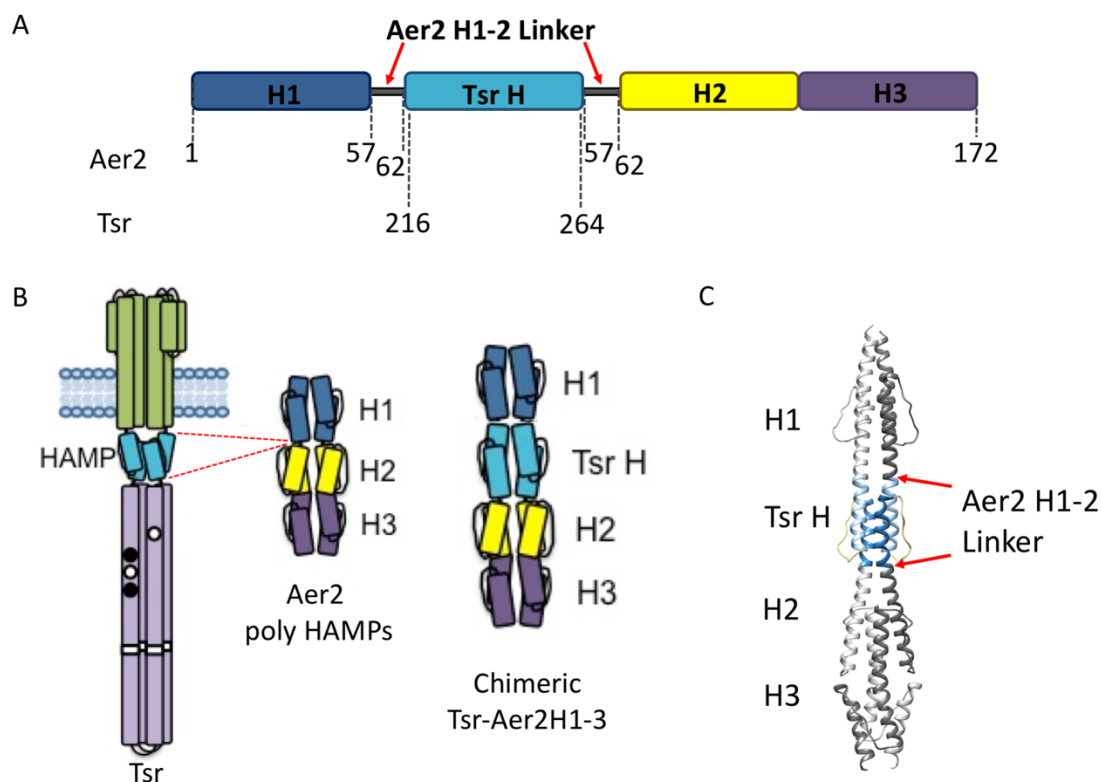 A
Aer2 H1-2 Linker
H1
Tsr H
H2
H3
Aer2
1
57
62
57
62
172
Tsr
216
264
B
HAMP
Tsr
H1
H2
H3
Aer2
poly HAMPs
H1
Tsr H
H2
H3
Chimeric
Tsr-Aer2H1-3
C
H1
Tsr H
Aer2 H1-2
Linker
H2
H3